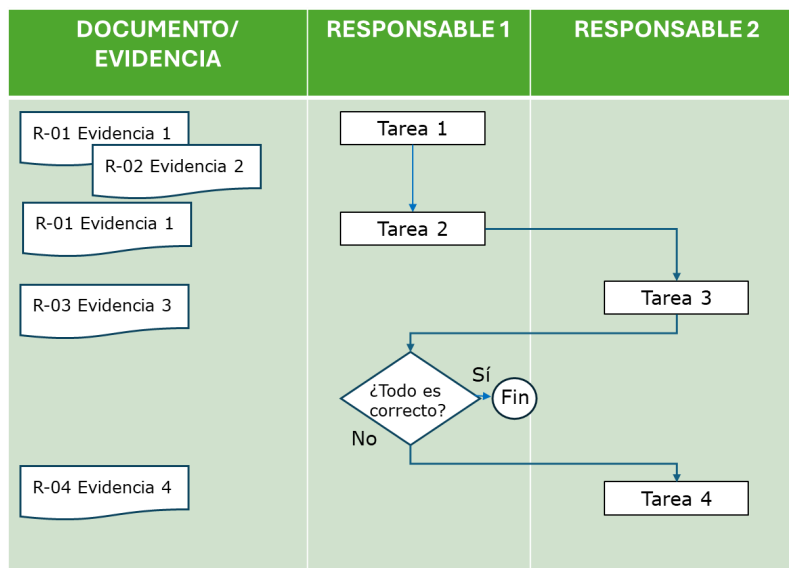 DOCUMENTO/
EVIDENCIA
RESPONSABLE 1
RESPONSABLE 2
R-01 Evidencia 1
R-02 Evidencia 2
Tarea 1
R-01 Evidencia 1
Tarea 2
R-03 Evidencia 3
Tarea 3
¿Todo es
correcto?
Sí
Fin
No
R-04 Evidencia 4
Tarea 4